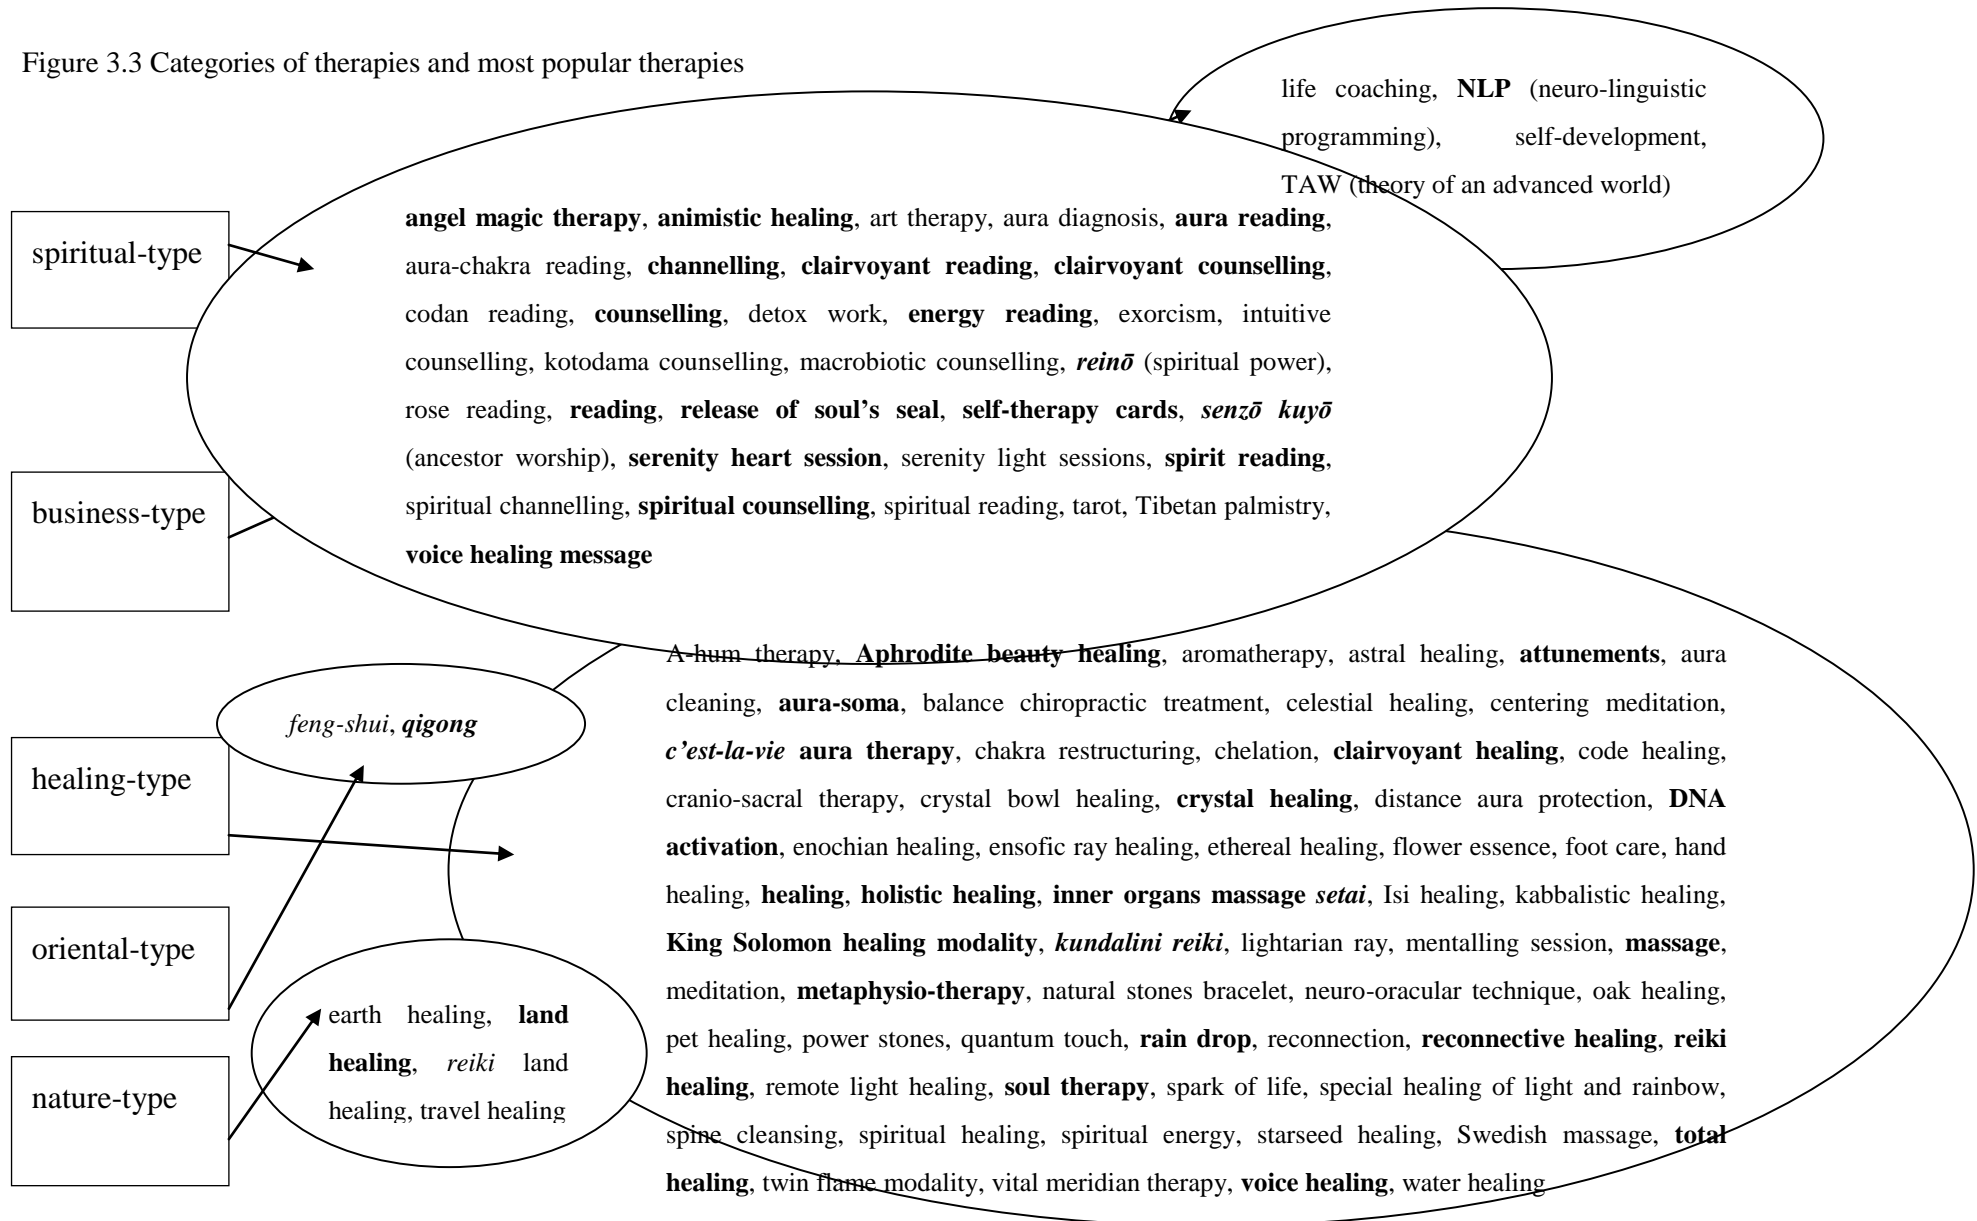 Figure 3.3 Categories of therapies and most popular therapies
life coaching, NLP (neuro-linguistic
programming), self-development,
TAW (theory of an advanced world)
spiritual-type
angel magic therapy, animistic healing, art therapy, aura diagnosis, aura reading,
aura-chakra reading, channelling, clairvoyant reading, clairvoyant counselling,
codan reading, counselling, detox work, energy reading, exorcism, intuitive
counselling, kotodama counselling, macrobiotic counselling, reinō (spiritual power),
rose reading, reading, release of soul’s seal, self-therapy cards, senzō kuyō
(ancestor worship), serenity heart session, serenity light sessions, spirit reading,
spiritual channelling, spiritual counselling, spiritual reading, tarot, Tibetan palmistry,
voice healing message
business-type
healing-type
feng-shui, qigong
oriental-type
nature-type
earth healing, land
healing, reiki land
healing, travel healing
A-hum therapy, Aphrodite beauty healing, aromatherapy, astral healing, attunements, aura
cleaning, aura-soma, balance chiropractic treatment, celestial healing, centering meditation,
c’est-la-vie aura therapy, chakra restructuring, chelation, clairvoyant healing, code healing,
cranio-sacral therapy, crystal bowl healing, crystal healing, distance aura protection, DNA
activation, enochian healing, ensofic ray healing, ethereal healing, flower essence, foot care, hand
healing, healing, holistic healing, inner organs massage setai, Isi healing, kabbalistic healing,
King Solomon healing modality, kundalini reiki, lightarian ray, mentalling session, massage,
meditation, metaphysio-therapy, natural stones bracelet, neuro-oracular technique, oak healing,
pet healing, power stones, quantum touch, rain drop, reconnection, reconnective healing, reiki
healing, remote light healing, soul therapy, spark of life, special healing of light and rainbow,
spine cleansing, spiritual healing, spiritual energy, starseed healing, Swedish massage, total
healing, twin flame modality, vital meridian therapy, voice healing, water healing